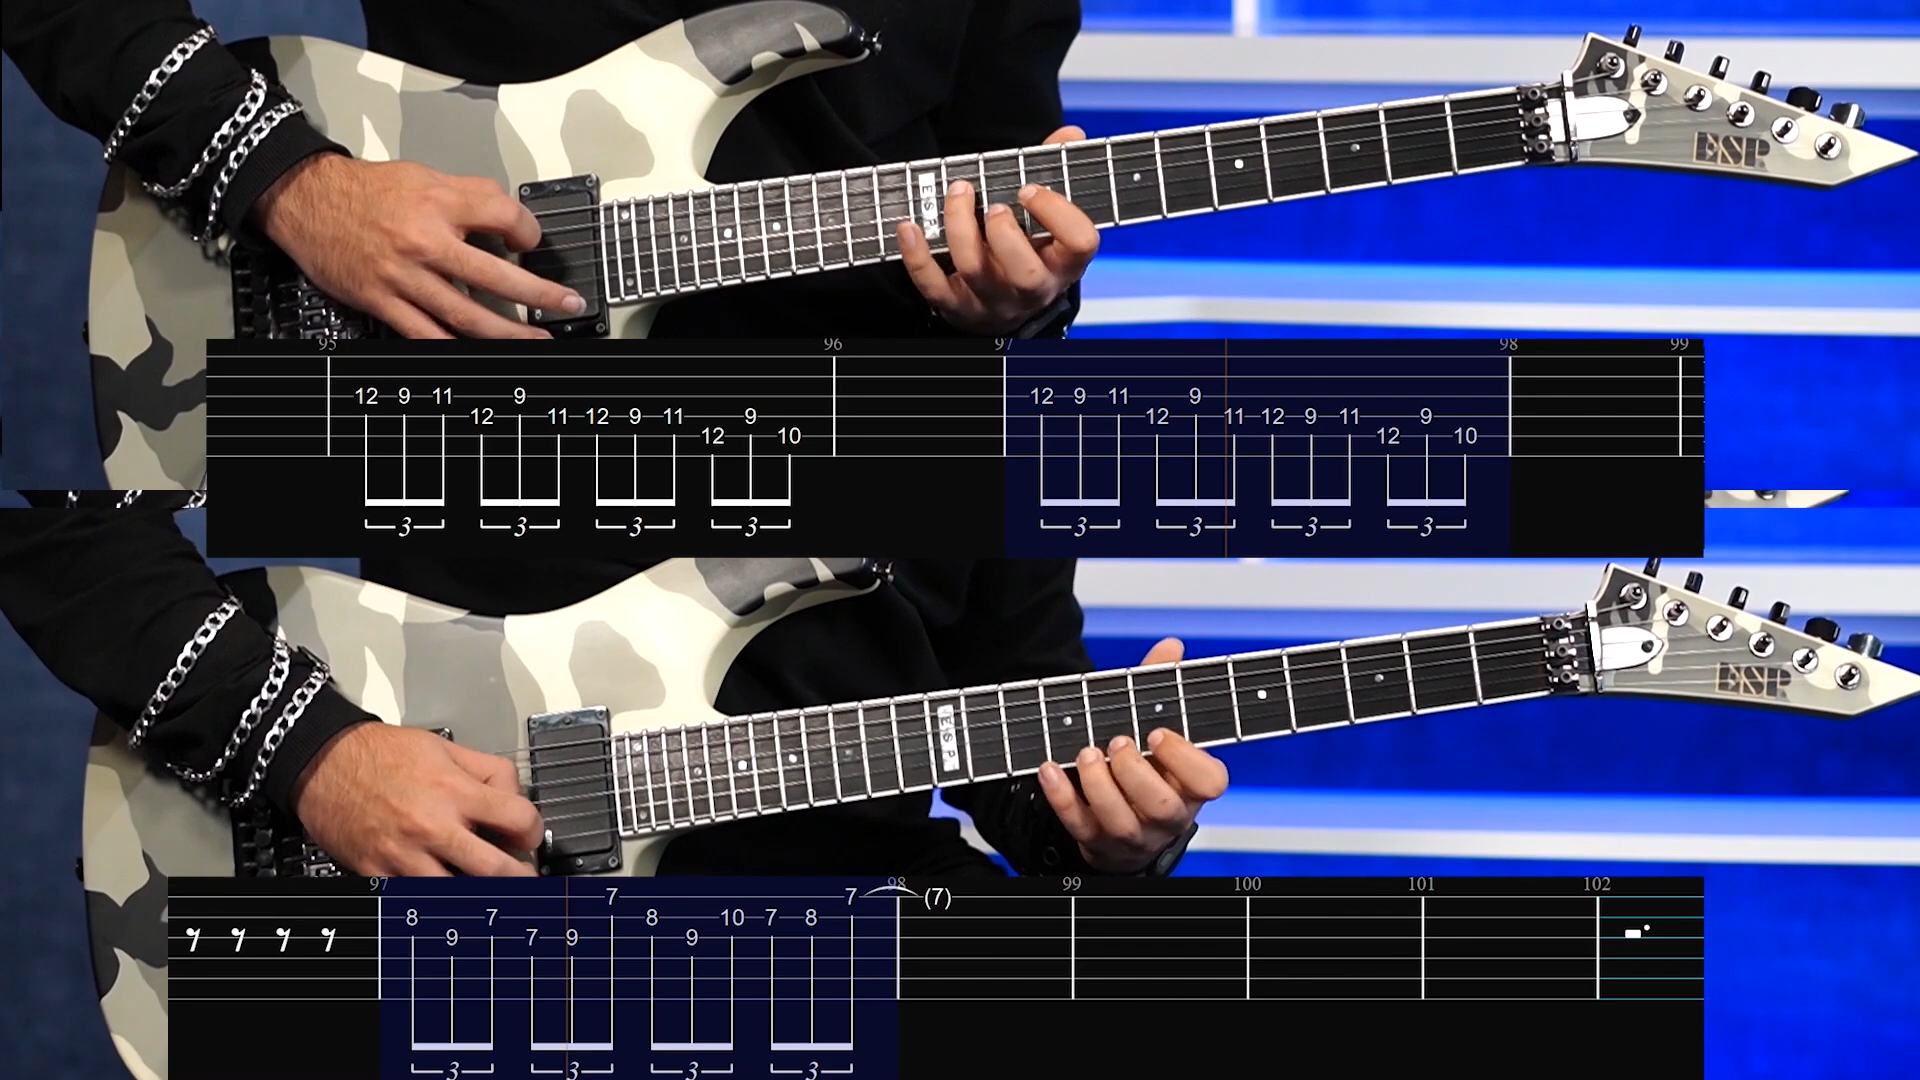 ESP
ESP
95 96 97 98 99
12 9 11 9 12 9 11 9
12 11 12 9 11 9 12 11 12 9 11 9
12 10 12 10
3 3 3 3 3 3 3 3
ESP
ESP
97 98 99 100 101 102
7 7 (7)
8 7 8 10 7 8
9 7 9 9
3 3 3 3